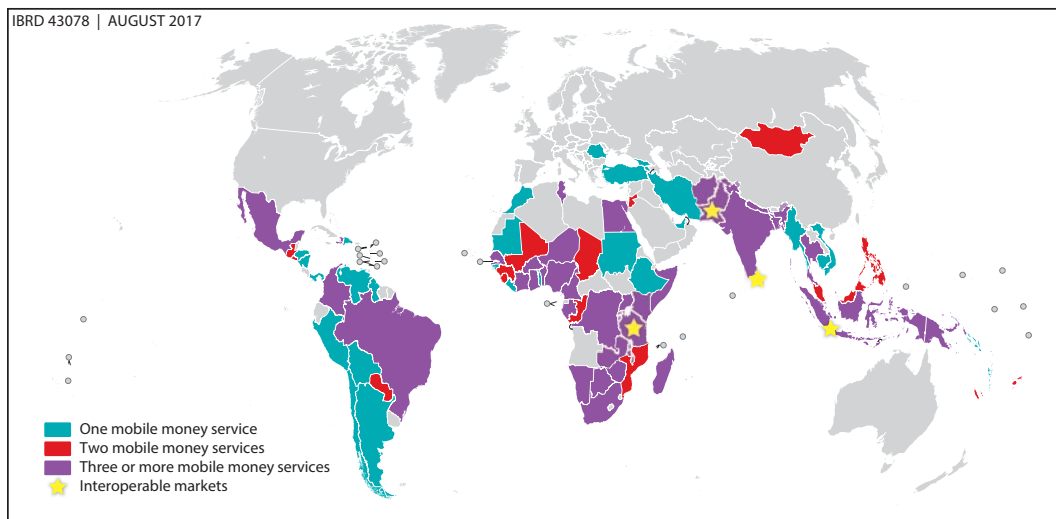 IBRD 43078 | AUGUST 2017
One mobile money service
Two mobile money services
Three or more mobile money services
Interoperable markets